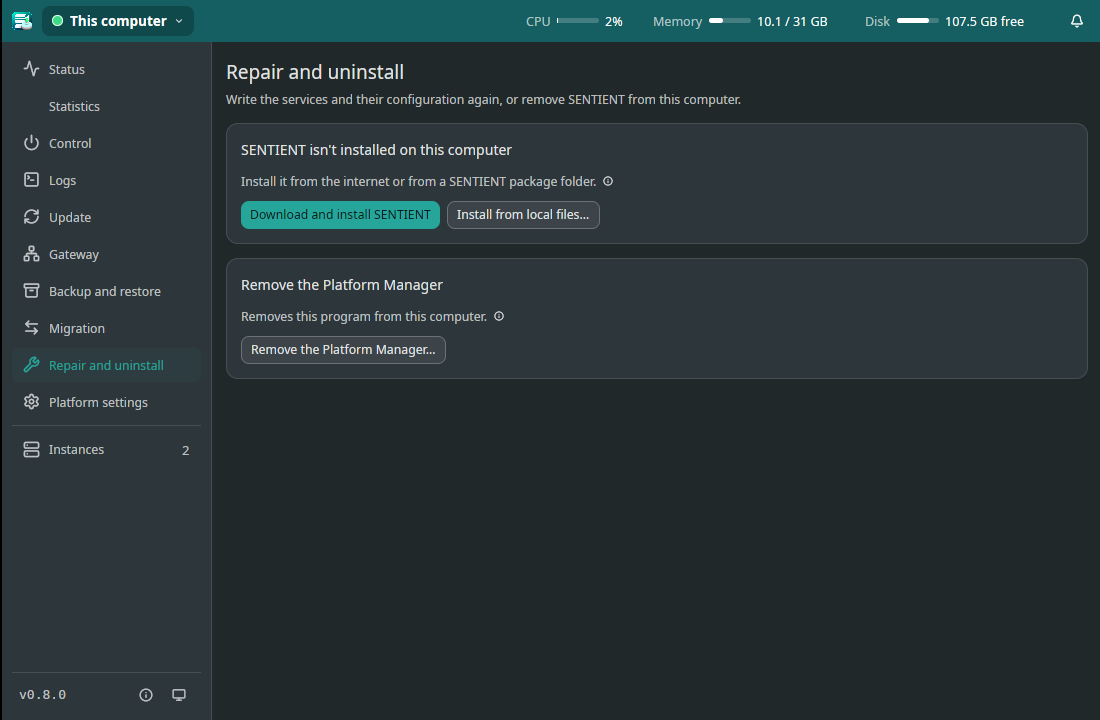 This computer
CPU 2%
Memory 10.1 / 31 GB
Disk 107.5 GB free
Status
Statistics
Control
Logs
Update
Gateway
Backup and restore
Migration
Repair and uninstall
Platform settings
Instances 2
v0.8.0
Repair and uninstall
Write the services and their configuration again, or remove SENTIENT from this computer.
SENTIENT isn't installed on this computer
Install it from the internet or from a SENTIENT package folder.
Download and install SENTIENT
Install from local files...
Remove the Platform Manager
Removes this program from this computer.
Remove the Platform Manager...